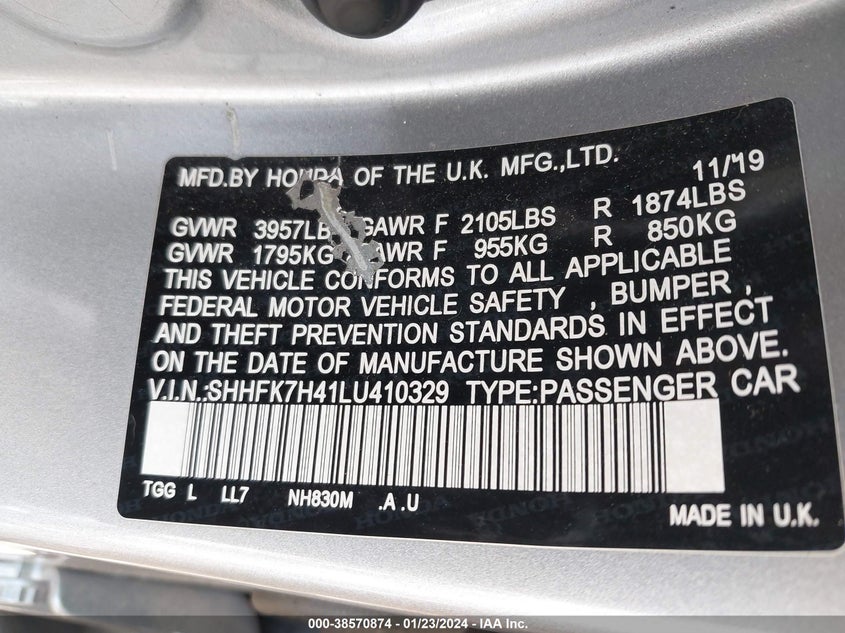 MFD.BY HONDA OF THE U.K. MFG.,LTD. 11/19
GVWR 3957LB GAWR F 2105LBS R 1874LBS
GVWR 1795KG AWR F 955KG R 850KG
THIS VEHICLE CONFORMS TO ALL APPLICABLE
FEDERAL MOTOR VEHICLE SAFETY , BUMPER ,
AND THEFT PREVENTION STANDARDS IN EFFECT
ON THE DATE OF MANUFACTURE SHOWN ABOVE.
V.I.N.:SHHFK7H41LU410329 TYPE:PASSENGER CAR
TGG L LL7 NH830M .A .U
MADE IN U.K.
000-38570874 - 01/23/2024 - IAA Inc.